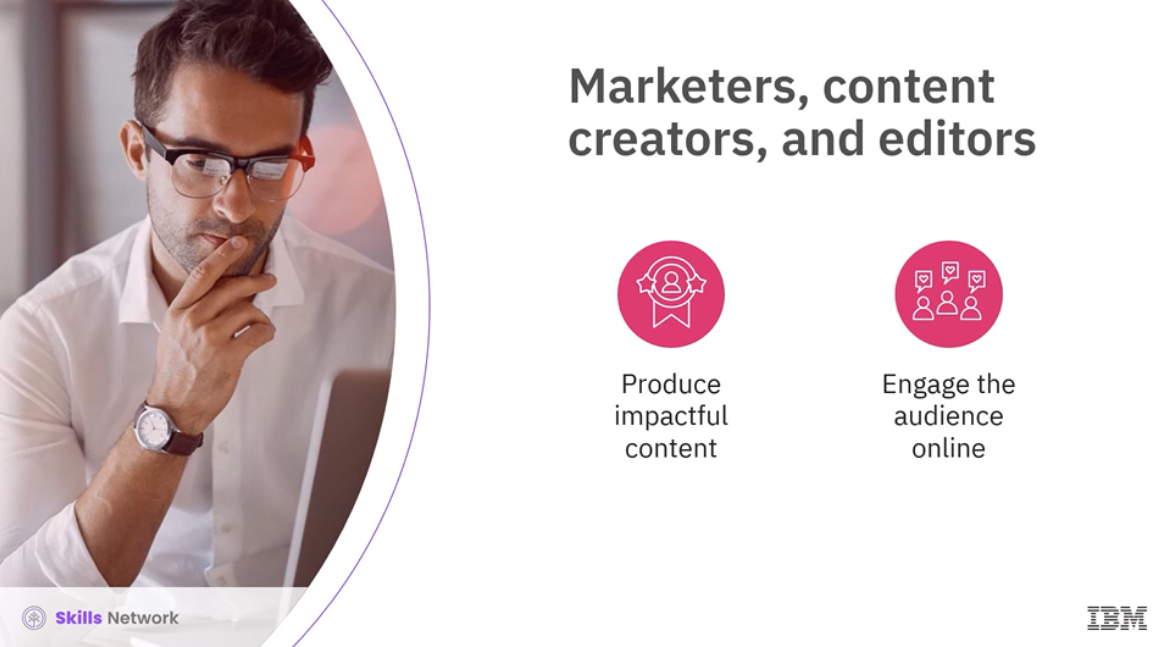 Marketers, content
creators, and editors
Produce
impactful
content
Engage the
audience
online
Skills Network
IBM